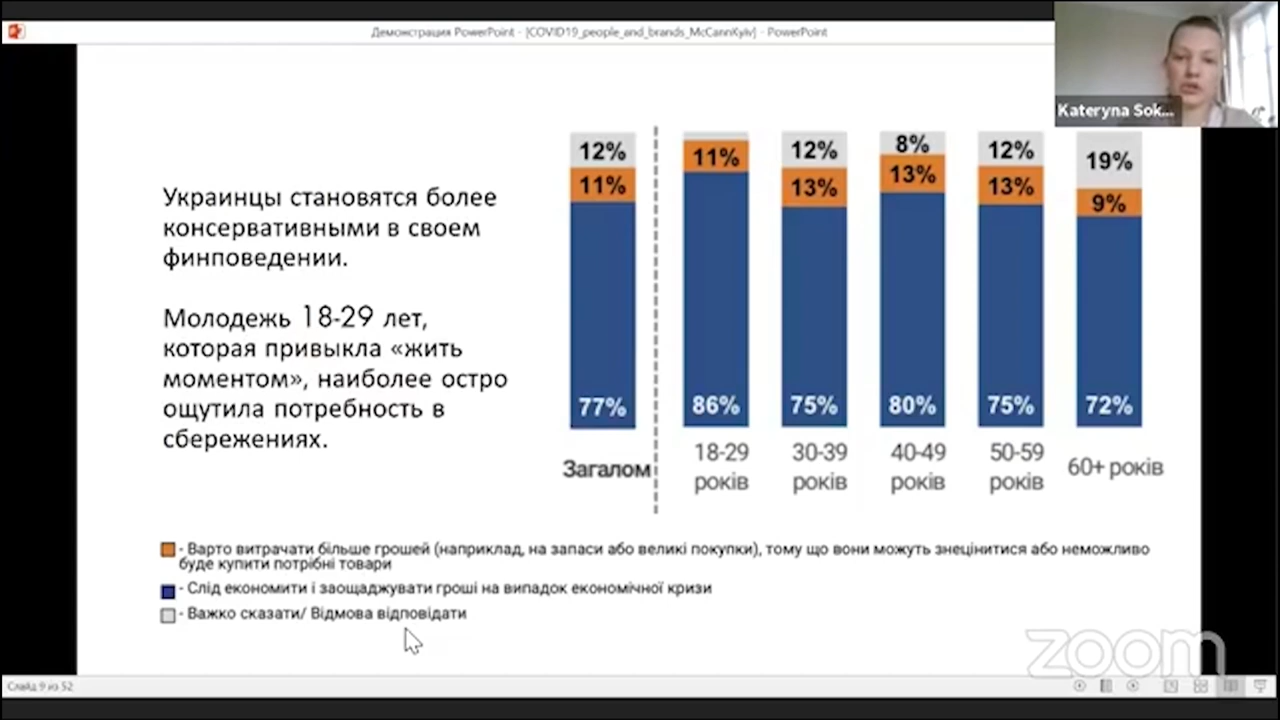 Демонстрация PowerPoint - [COVID19_people_and_brands_McCannKyiv] - PowerPoint
Kateryna Sok...
Украинцы становятся более
консервативными в своем
финповедении.
Молодежь 18-29 лет,
которая привыкла «жить
моментом», наиболее остро
ощутила потребность в
сбережениях.
12% 11% 12% 8% 12% 19%
11% 13% 13% 13% 9%
77% 86% 75% 80% 75% 72%
Загалом
18-29 років
30-39 років
40-49 років
50-59 років
60+ років
- Варто витрачати більше грошей (наприклад, на запаси або великі покупки), тому що вони можуть знецінитися або неможливо
буде купити потрібні товари
- Слід економити і заощаджувати гроші на випадок економічної кризи
- Важко сказати/ Відмова відповідати
zoom
Слайд 9 из 52